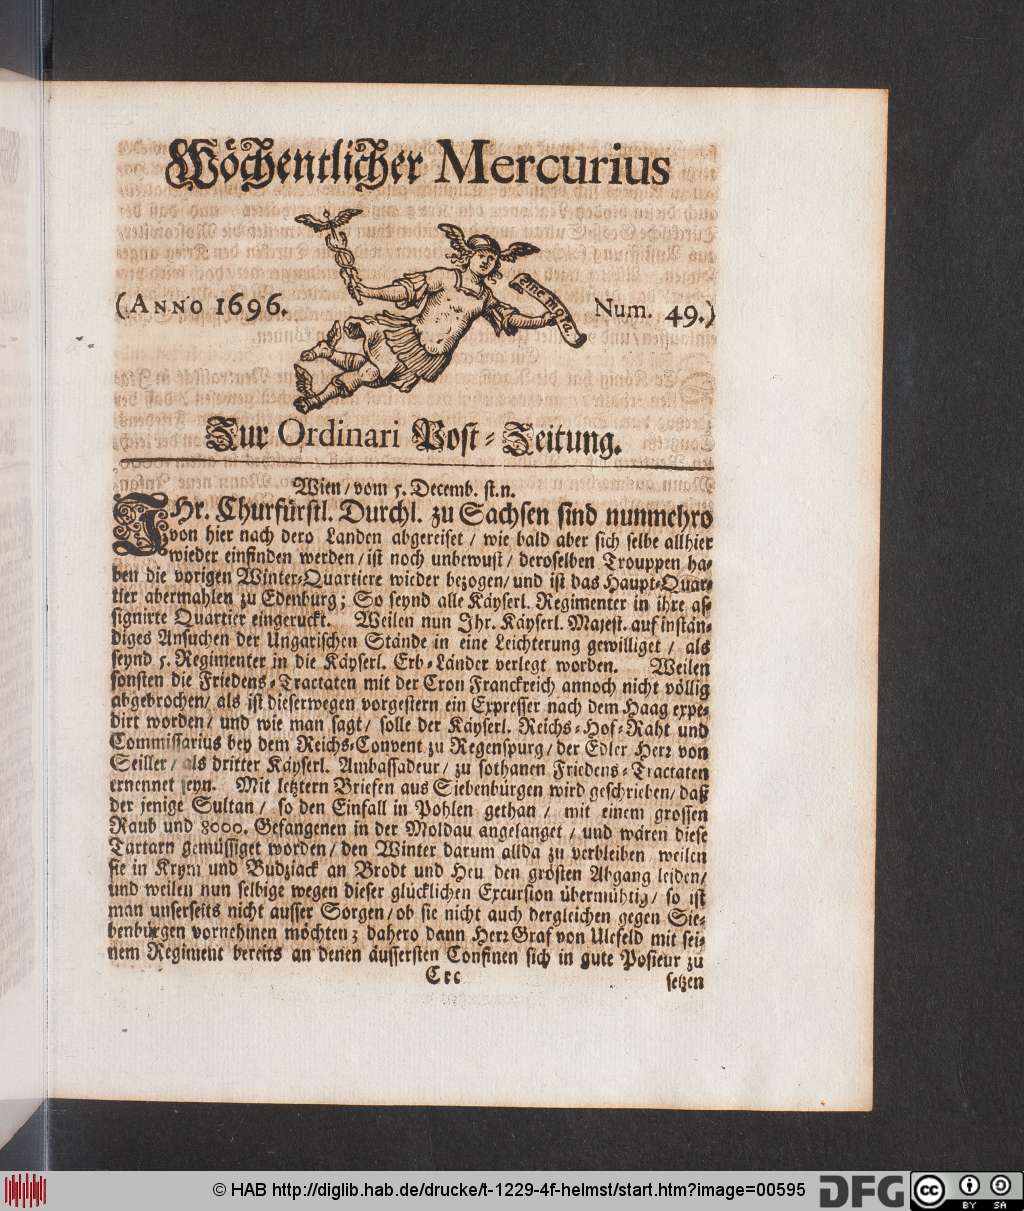 Wöchentlicher Mercurius
sine mora.
(ANNO 1696.
Num. 49.)
Zur Ordinari Post-Zeitung.
Wien/ vom 5. Decemb. st.n.
IHr. Churfürstl. Durchl. zu Sachsen sind nunmehro
von hier nach dero Landen abgereiset/ wie bald aber sich selbe allhier
wieder einfinden werden/ ist noch unbewust/ deroselben Trouppen ha-
ben die vorigen Winter-Quartiere wieder bezogen/ und ist das Haupt-Quar-
tier abermahlen zu Edenburg; So seynd alle Käyserl. Regimenter in ihre as-
signirte Quartier eingeruckt. Weilen nun Ihr. Käyserl. Majest. auf instän-
diges Ansuchen der Ungarischen Stände in eine Leichterung gewilliget/ als
seynd 5. Regimenter in die Käyserl. Erb-Länder verlegt worden. Weilen
sonsten die Friedens-Tractaten mit der Cron Franckreich annoch nicht völlig
abgebrochen/ als ist dieserwegen vorgestern ein Expresser nach dem Haag expe-
dirt worden/ und wie man sagt/ solle der Käyserl. Reichs-Hof-Raht und
Commissarius bey dem Reichs-Convent zu Regenspurg/ der Edler Herr von
Seiller/ als dritter Käyserl. Ambassadeur/ zu sothanen Friedens-Tractaten
ernennet seyn. Mit letztern Briefen aus Siebenbürgen wird geschrieben/ daß
der jenige Sultan/ so den Einfall in Pohlen gethan/ mit einem grossen
Raub und 8000. Gefangenen in der Moldau angelanget/ und wären diese
Tartarn gemüssiget worden/ den Winter darum allda zu verbleiben weilen
sie in Krym und Budziack an Brodt und Heu den grösten Abgang leiden/
und weilen nun selbige wegen dieser glücklichen Excursion übermühtig/ so ist
man unserseits nicht ausser Sorgen/ ob sie nicht auch dergleichen gegen Sie-
benbürgen vornehmen möchten; dahero dann Herr Graf von Ulefeld mit sei-
nem Regiment bereits an denen äussersten Confinen sich in gute Posieur zu
Ccc
setzen
© HAB http://diglib.hab.de/drucke/t-1229-4f-helmst/start.htm?image=00595
DFG
cc
BY SA